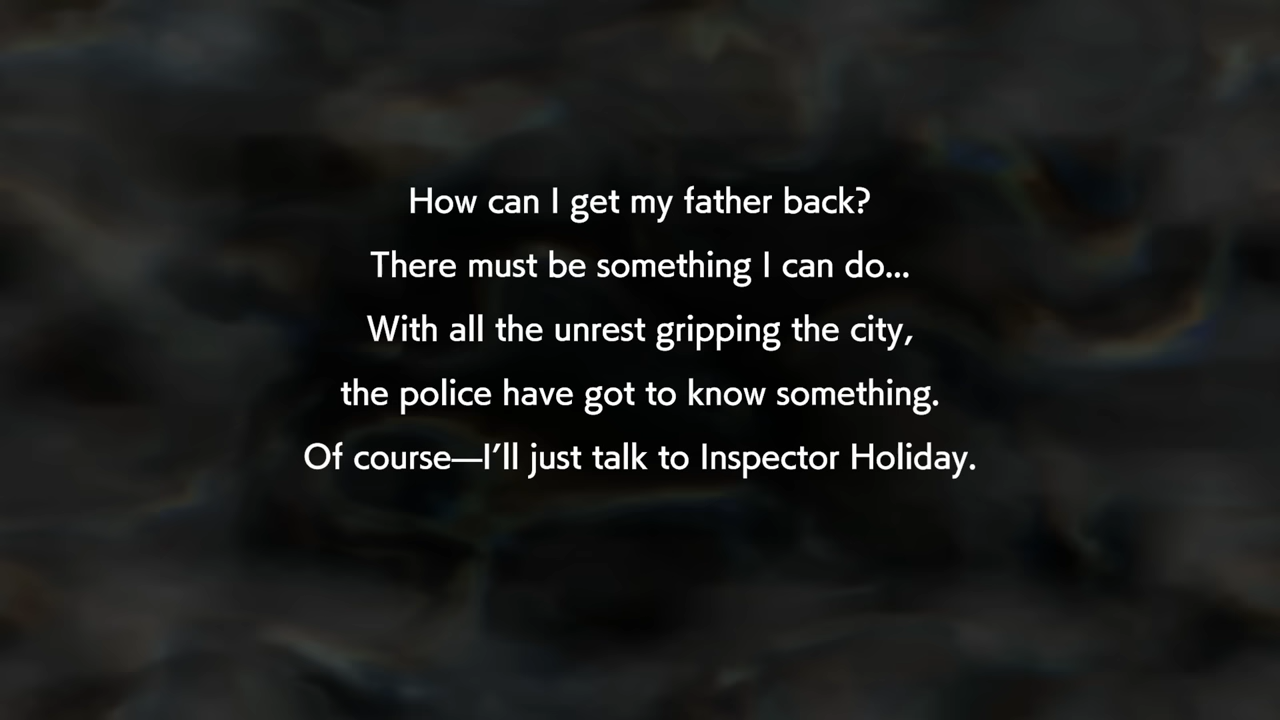 How can I get my father back?
There must be something I can do...
With all the unrest gripping the city,
the police have got to know something.
Of course—I'll just talk to Inspector Holiday.